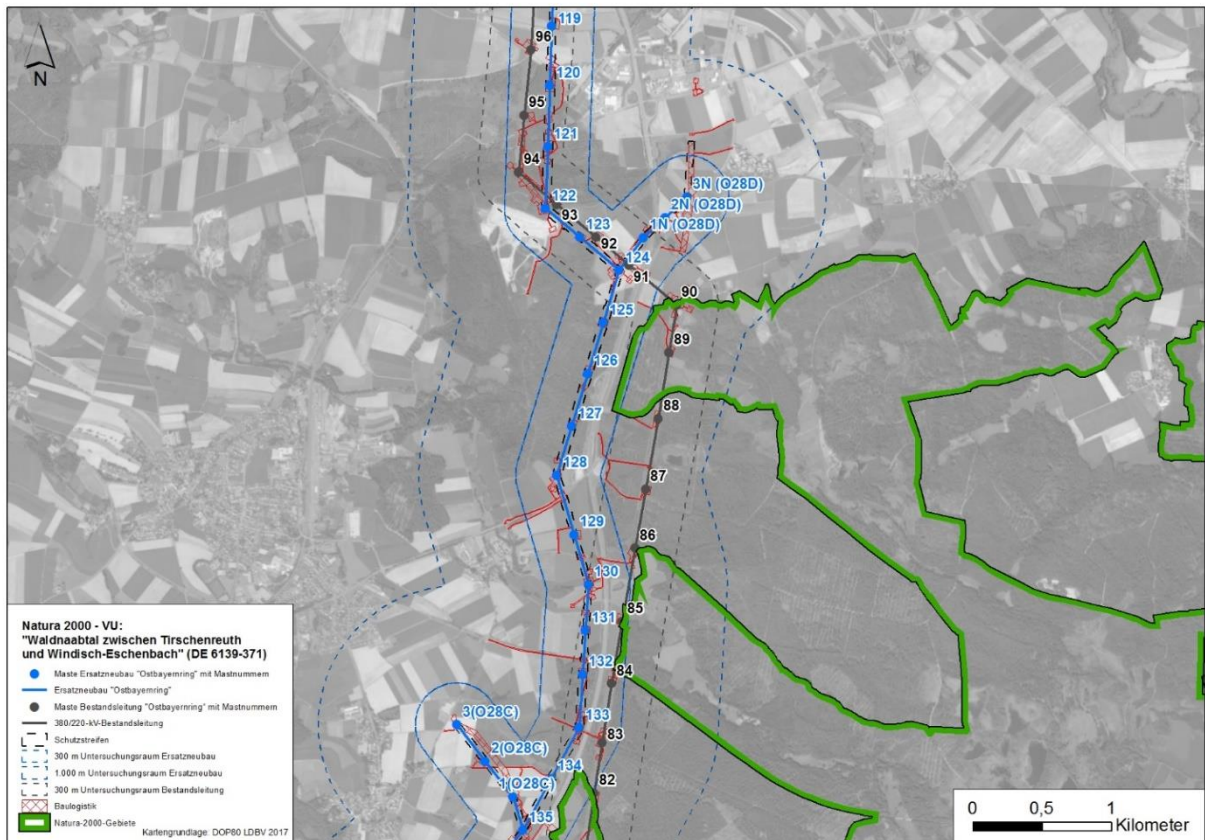 N
119
96
120
95
121
94
122
93
123
92
3N (O28D)
2N (O28D)
1N (O28D)
124
91
90
125
89
126
88
127
128
87
129
86
130
85
131
132
84
133
83
3(O28C)
2(O28C)
134
82
1(O28C)
135
Natura 2000 - VU:
"Waldnaabtal zwischen Tirschenreuth
und Windisch-Eschenbach" (DE 6139-371)
Maste Ersatzneubau "Ostbayernring" mit Mastnummern
Ersatzneubau "Ostbayernring"
Maste Bestandsleitung "Ostbayernring" mit Mastnummern
380/220-kV-Bestandsleitung
Schutzstreifen
300 m Untersuchungsraum Ersatzneubau
1.000 m Untersuchungsraum Ersatzneubau
300 m Untersuchungsraum Bestandsleitung
Baulogistik
Natura-2000-Gebiete
Kartengrundlage: DOP80 LDBV 2017
0 0,5 1
Kilometer